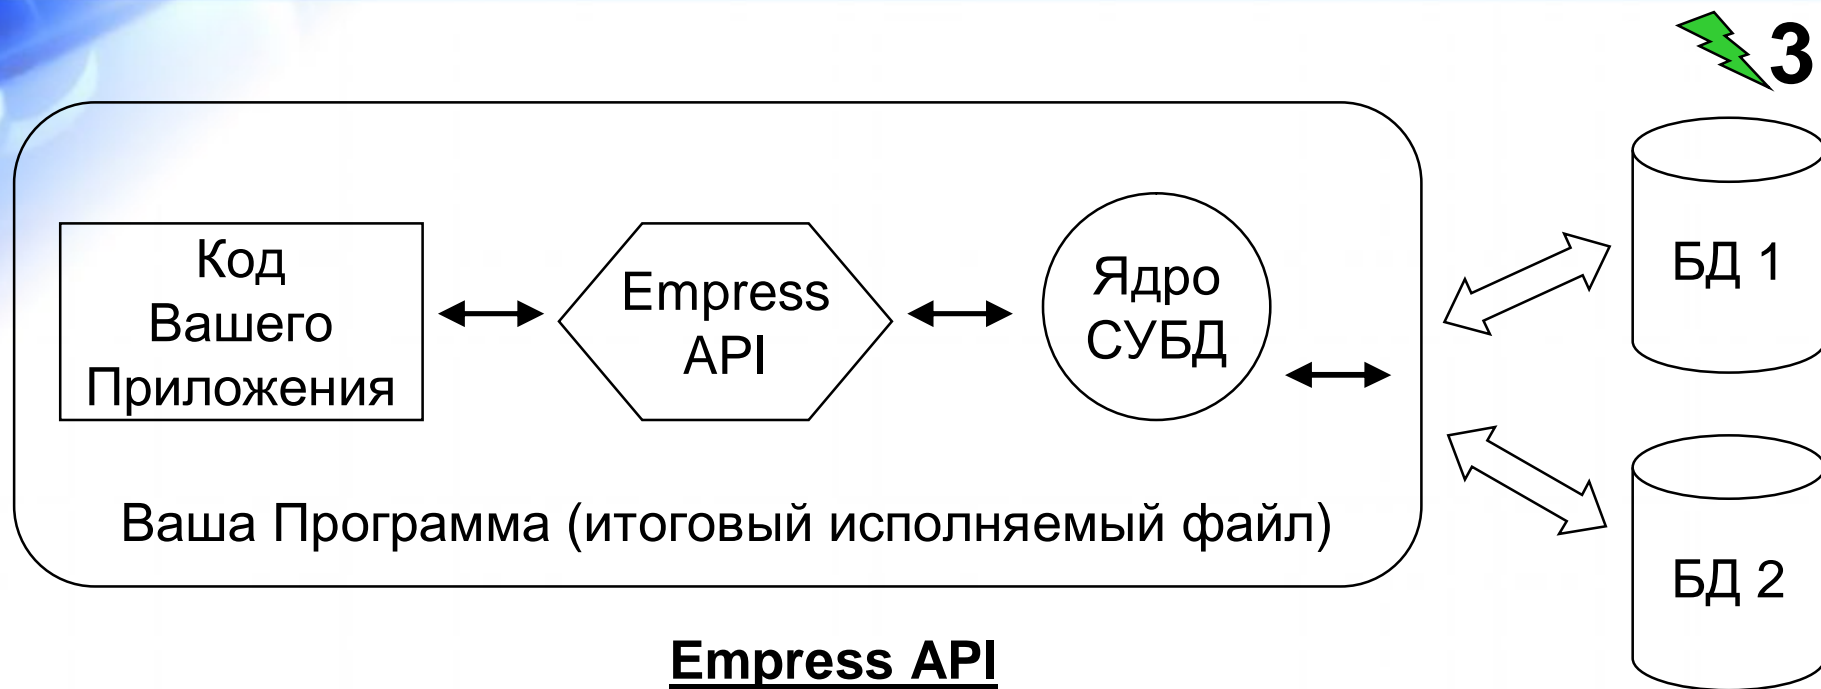 3
Код
Вашего
Приложения
Empress
API
Ядро
СУБД
БД 1
Ваша Программа (итоговый исполняемый файл)
БД 2
Empress API